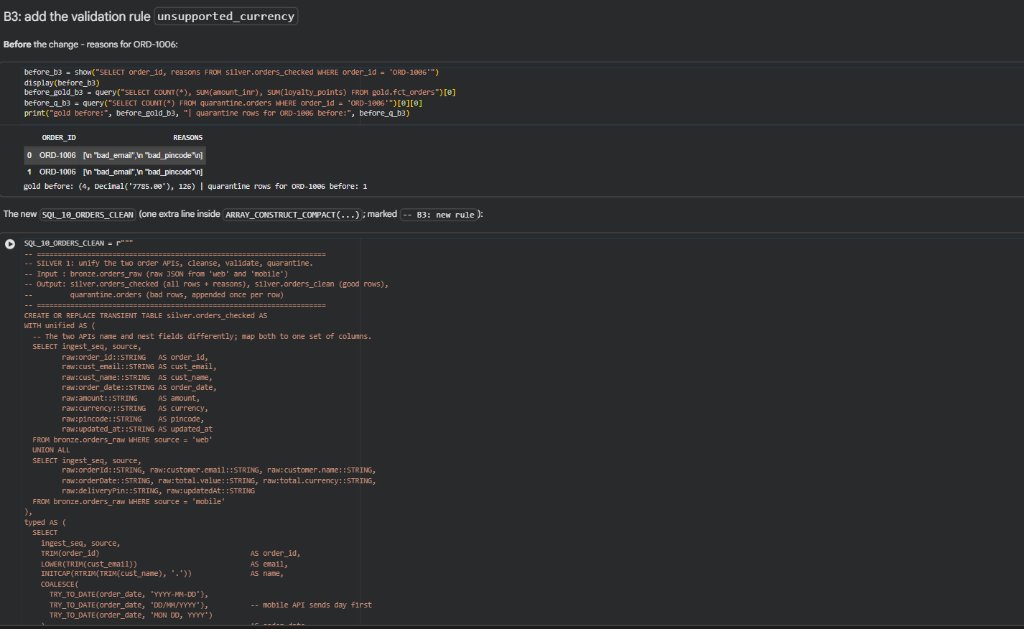 B3: add the validation rule unsupported_currency
Before the change - reasons for ORD-1006:
before_b3 = show("SELECT order_id, reasons FROM silver.orders_checked WHERE order_id = 'ORD-1006'")
display(before_b3)
before_gold_b3 = query("SELECT COUNT(*), SUM(amount_inr), SUM(loyalty_points) FROM gold.fct_orders")[0]
before_q_b3 = query("SELECT COUNT(*) FROM quarantine.orders WHERE order_id = 'ORD-1006'")[0][0]
print("gold before:", before_gold_b3, "| quarantine rows for ORD-1006 before:", before_q_b3)
ORDER_ID REASONS
0 ORD-1006 [\n "bad_email",\n "bad_pincode"\n]
1 ORD-1006 [\n "bad_email",\n "bad_pincode"\n]
gold before: (4, Decimal('7785.00'), 126) | quarantine rows for ORD-1006 before: 1
The new SQL_10_ORDERS_CLEAN (one extra line inside ARRAY_CONSTRUCT_COMPACT(...); marked -- B3: new rule ):
SQL_10_ORDERS_CLEAN = r"""
-- =====================================================================
-- SILVER 1: unify the two order APIs, cleanse, validate, quarantine.
-- Input : bronze.orders_raw (raw JSON from 'web' and 'mobile')
-- Output: silver.orders_checked (all rows + reasons), silver.orders_clean (good rows),
--         quarantine.orders (bad rows, appended once per row)
-- =====================================================================
CREATE OR REPLACE TRANSIENT TABLE silver.orders_checked AS
WITH unified AS (
-- The two APIs name and nest fields differently; map both to one set of columns.
SELECT ingest_seq, source,
raw:order_id::STRING AS order_id,
raw:cust_email::STRING AS cust_email,
raw:cust_name::STRING AS cust_name,
raw:order_date::STRING AS order_date,
raw:amount::STRING AS amount,
raw:currency::STRING AS currency,
raw:pincode::STRING AS pincode,
raw:updated_at::STRING AS updated_at
FROM bronze.orders_raw WHERE source = 'web'
UNION ALL
SELECT ingest_seq, source,
raw:orderId::STRING, raw:customer.email::STRING, raw:customer.name::STRING,
raw:orderDate::STRING, raw:total.value::STRING, raw:total.currency::STRING,
raw:deliveryPin::STRING, raw:updatedAt::STRING
FROM bronze.orders_raw WHERE source = 'mobile'
),
typed AS (
SELECT
ingest_seq, source,
TRIM(order_id) AS order_id,
LOWER(TRIM(cust_email)) AS email,
INITCAP(RTRIM(TRIM(cust_name), '.')) AS name,
COALESCE(
TRY_TO_DATE(order_date, 'YYYY-MM-DD'),
TRY_TO_DATE(order_date, 'DD/MM/YYYY'), -- mobile API sends day first
TRY_TO_DATE(order_date, 'MON DD, YYYY')